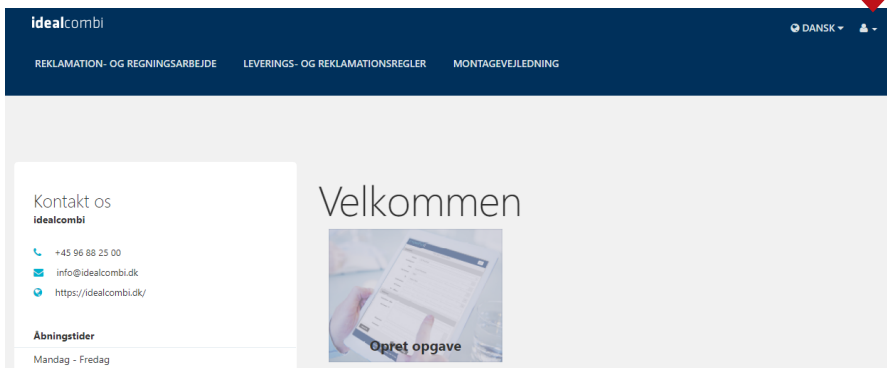 idealcombi
DANSK
REKLAMATION- OG REGNINGSARBEJDE LEVERINGS- OG REKLAMATIONSREGLER MONTAGEVEJLEDNING
Kontakt os
idealcombi
+45 96 88 25 00
info@idealcombi.dk
https://idealcombi.dk/
Åbningstider
Mandag - Fredag
Velkommen
Opret opgave